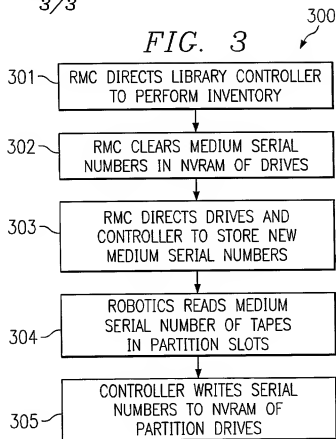 3/3
FIG. 3
300
301
RMC DIRECTS LIBRARY CONTROLLER
TO PERFORM INVENTORY
302
RMC CLEARS MEDIUM SERIAL
NUMBERS IN NVRAM OF DRIVES
303
RMC DIRECTS DRIVES AND
CONTROLLER TO STORE NEW
MEDIUM SERIAL NUMBERS
304
ROBOTICS READS MEDIUM
SERIAL NUMBER OF TAPES
IN PARTITION SLOTS
305
CONTROLLER WRITES SERIAL
NUMBERS TO NVRAM OF
PARTITION DRIVES